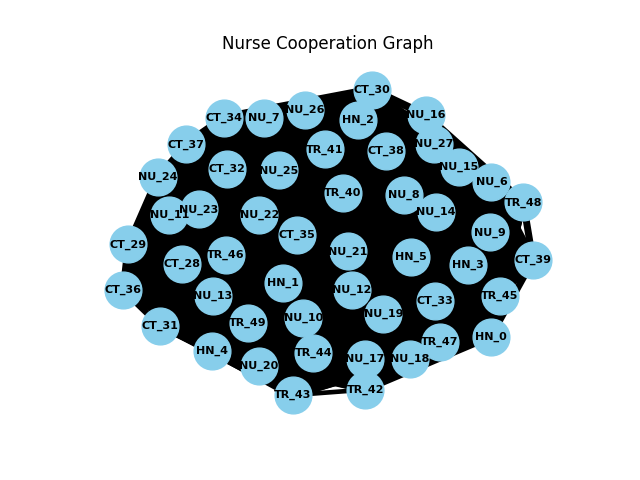 Nurse Cooperation Graph
CT_30
NU_26
NU_16
CT_34
NU_7
HN_2
CT_37
NU_27
TR_41
CT_38
NU_15
CT_32
NU_25
NU_24
NU_6
TR_40
NU_8
TR_48
NU_23
NU_11
NU_22
NU_14
NU_9
CT_35
CT_29
NU_21
TR_46
HN_5
CT_39
CT_28
HN_3
HN_1
CT_36
NU_12
NU_13
TR_45
CT_33
NU_19
NU_10
TR_49
CT_31
HN_0
TR_47
HN_4
TR_44
NU_17
NU_18
NU_20
TR_42
TR_43